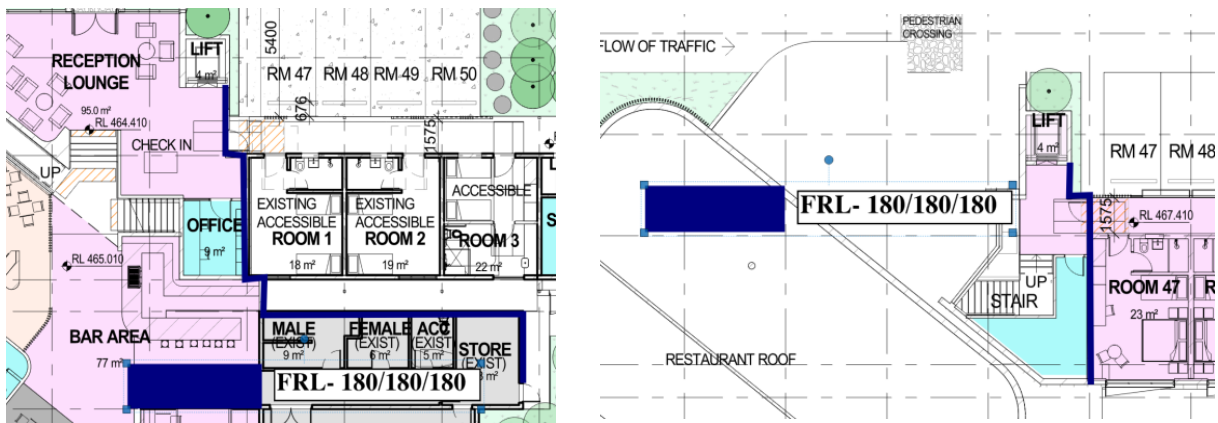 RECEPTION
LOUNGE
95.0 m²
RL 464.410
LIFT
4 m²
5400
RM 47
RM 48
RM 49
RM 50
676
1575
CHECK IN
UP
OFFICE
9 m²
EXISTING
ACCESSIBLE
ROOM 1
18 m²
EXISTING
ACCESSIBLE
ROOM 2
19 m²
ACCESSIBLE
ROOM 3
22 m²
RL 465.010
BAR AREA
77 m²
MALE
(EXIST)
9 m²
FEMALE
(EXIST)
6 m²
ACC
(EXIST)
5 m²
STORE
(EXIST)
FRL- 180/180/180
PEDESTRIAN
CROSSING
FLOW OF TRAFFIC
LIFT
4 m²
RM 47
RM 48
FRL- 180/180/180
1575
RL 467.410
UP
STAIR
ROOM 47
23 m²
RESTAURANT ROOF